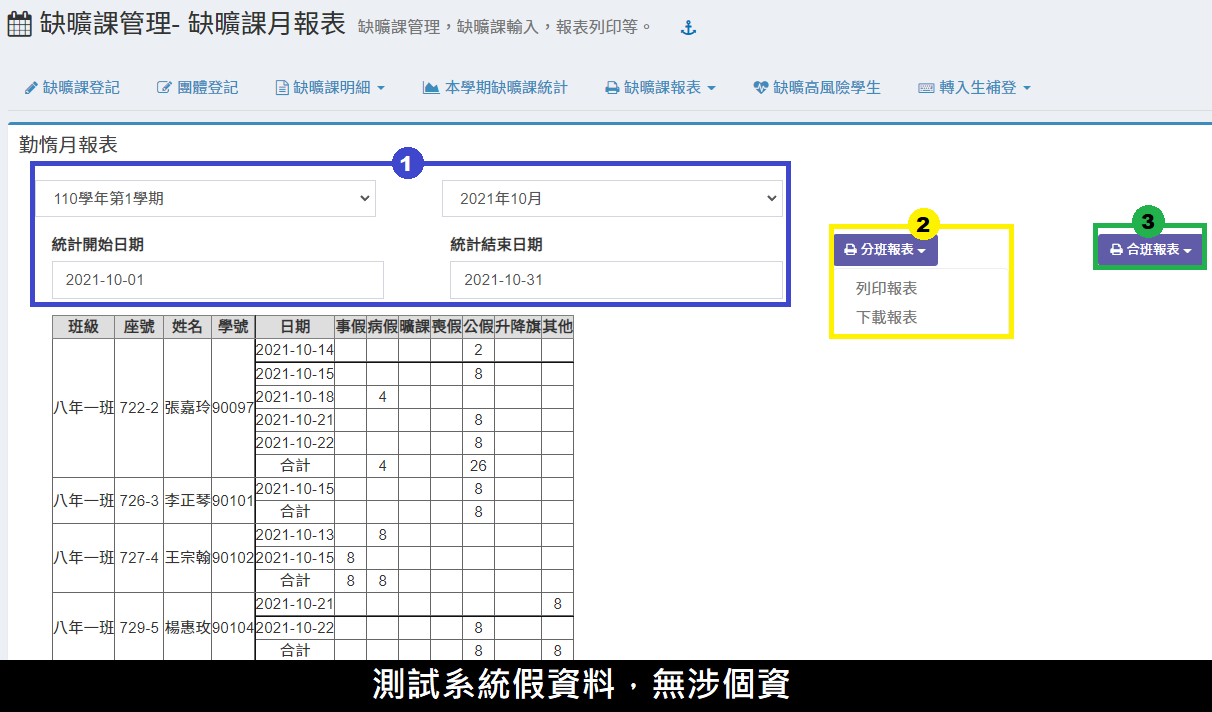 缺曠課管理- 缺曠課月報表 缺曠課管理，缺曠課輸入，報表列印等。
缺曠課登記 團體登記 缺曠課明細 本學期缺曠課統計 缺曠課報表 缺曠高風險學生 轉入生補登
勤惰月報表
1
110學年第1學期 2021年10月
統計開始日期 統計結束日期
2021-10-01 2021-10-31
2
分班報表
列印報表
下載報表
3
合班報表
班級 座號 姓名 學號 日期 事假 病假 曠課 喪假 公假 升降旗 其他
2021-10-14 2
2021-10-15 8
2021-10-18 4
八年一班 722-2 張嘉玲 90097
2021-10-21 8
2021-10-22 8
合計 4 26
八年一班 726-3 李正琴 90101
2021-10-15 8
合計 8
2021-10-13 8
八年一班 727-4 王宗翰 90102 2021-10-15 8
合計 8 8
2021-10-21 8
八年一班 729-5 楊惠玫 90104 2021-10-22 8
合計 8 8
測試系統假資料，無涉個資